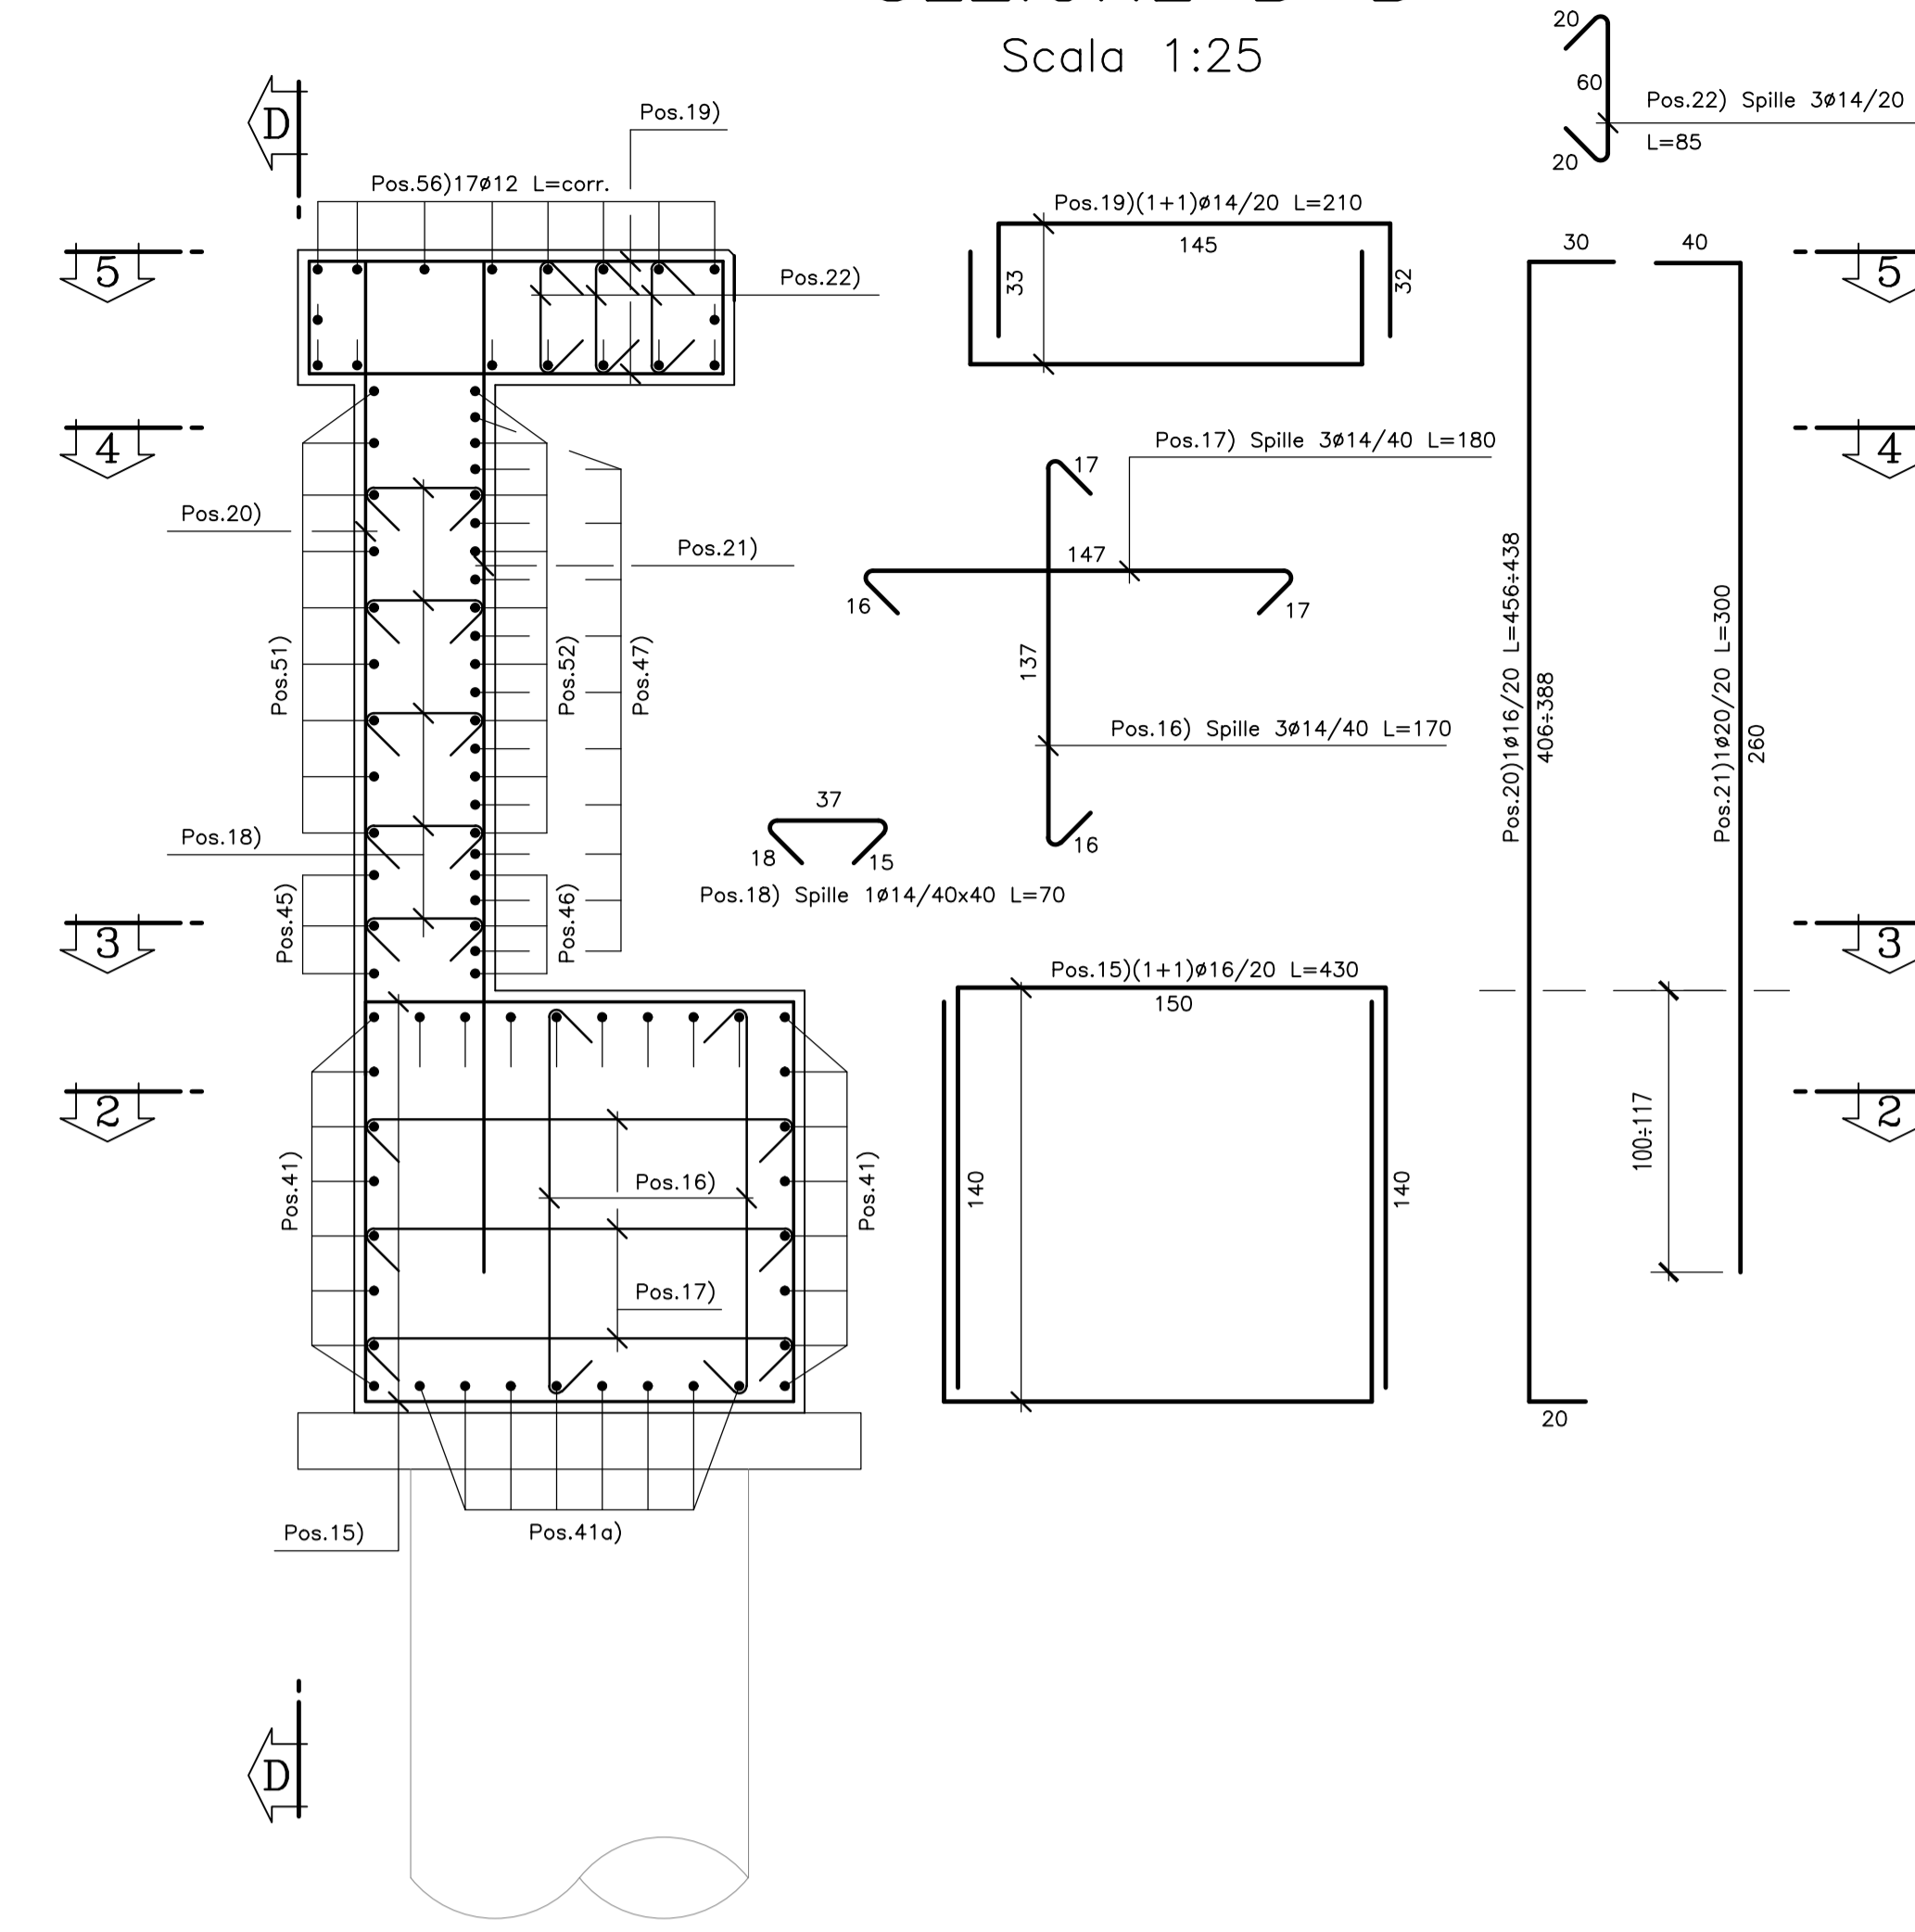 Scala 1:25
20
60
Pos.22) Spille 3ø14/20
L=85
20
D
Pos.19)
Pos.56)17ø12 L=corr.
Pos.19)(1+1)ø14/20 L=210
145
33
32
30
40
5
5
Pos.22)
4
4
Pos.17) Spille 3ø14/40 L=180
17
147
16
17
137
Pos.16) Spille 3ø14/40 L=170
16
Pos.20)
Pos.21)
Pos.51)
Pos.52)
Pos.47)
Pos.20)1ø16/20 L=456÷438
406÷388
Pos.21)1ø20/20 L=300
260
37
18
15
Pos.18) Spille 1ø14/40x40 L=70
Pos.18)
Pos.45)
Pos.46)
3
3
Pos.15)(1+1)ø16/20 L=430
150
140
140
100÷117
2
2
Pos.41)
Pos.16)
Pos.41)
Pos.17)
20
Pos.15)
Pos.41a)
D